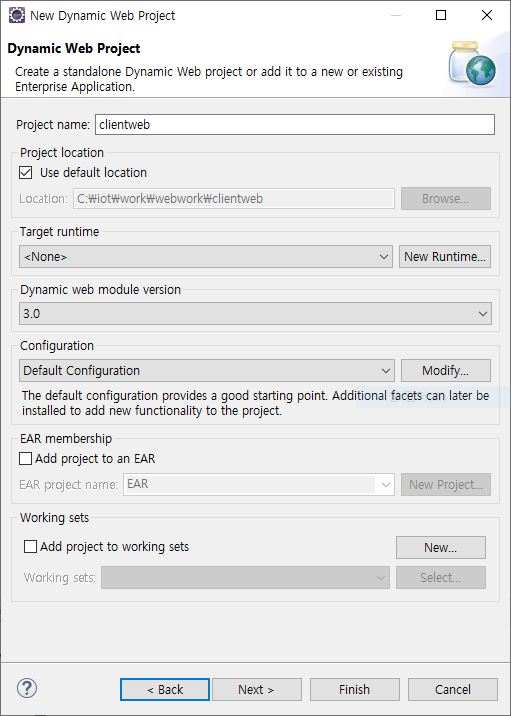 New Dynamic Web Project
Dynamic Web Project
Create a standalone Dynamic Web project or add it to a new or existing
Enterprise Application.
Project name: clientweb
Project location
Use default location
Location: C:₩iot₩work₩webwork₩clientweb Browse...
Target runtime
<None> New Runtime...
Dynamic web module version
3.0
Configuration
Default Configuration Modify...
The default configuration provides a good starting point. Additional facets can later be
installed to add new functionality to the project.
EAR membership
Add project to an EAR
EAR project name: EAR New Project...
Working sets
Add project to working sets New...
Working sets: Select...
? < Back Next > Finish Cancel